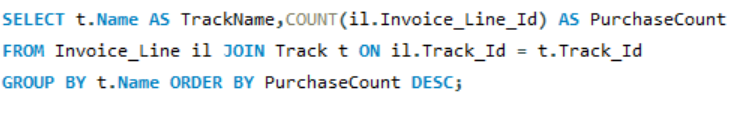 SELECT t.Name AS TrackName,COUNT(il.Invoice_Line_Id) AS PurchaseCount
FROM Invoice_Line il JOIN Track t ON il.Track_Id = t.Track_Id
GROUP BY t.Name ORDER BY PurchaseCount DESC;